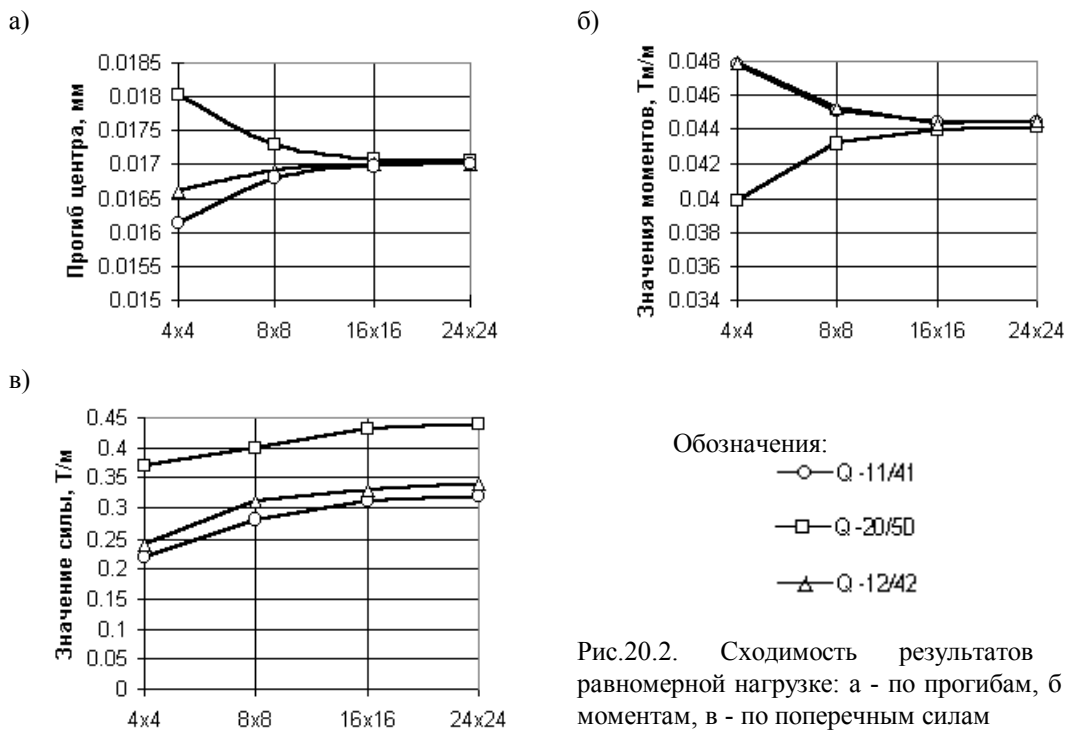 а)
Прогиб центра, мм
0.0185
0.018
0.0175
0.017
0.0165
0.016
0.0155
0.015
4x4 8x8 16x16 24x24
б)
Значения моментов, Тм/м
0.048
0.046
0.044
0.042
0.04
0.038
0.036
0.034
4x4 8x8 16x16 24x24
в)
Значение силы, Т/м
0.45
0.4
0.35
0.3
0.25
0.2
0.15
0.1
0.05
0
4x4 8x8 16x16 24x24
Обозначения:
Q -11/41
Q -20/50
Q -12/42
Рис.20.2. Сходимость результатов
равномерной нагрузке: а - по прогибам, б
моментам, в - по поперечным силам